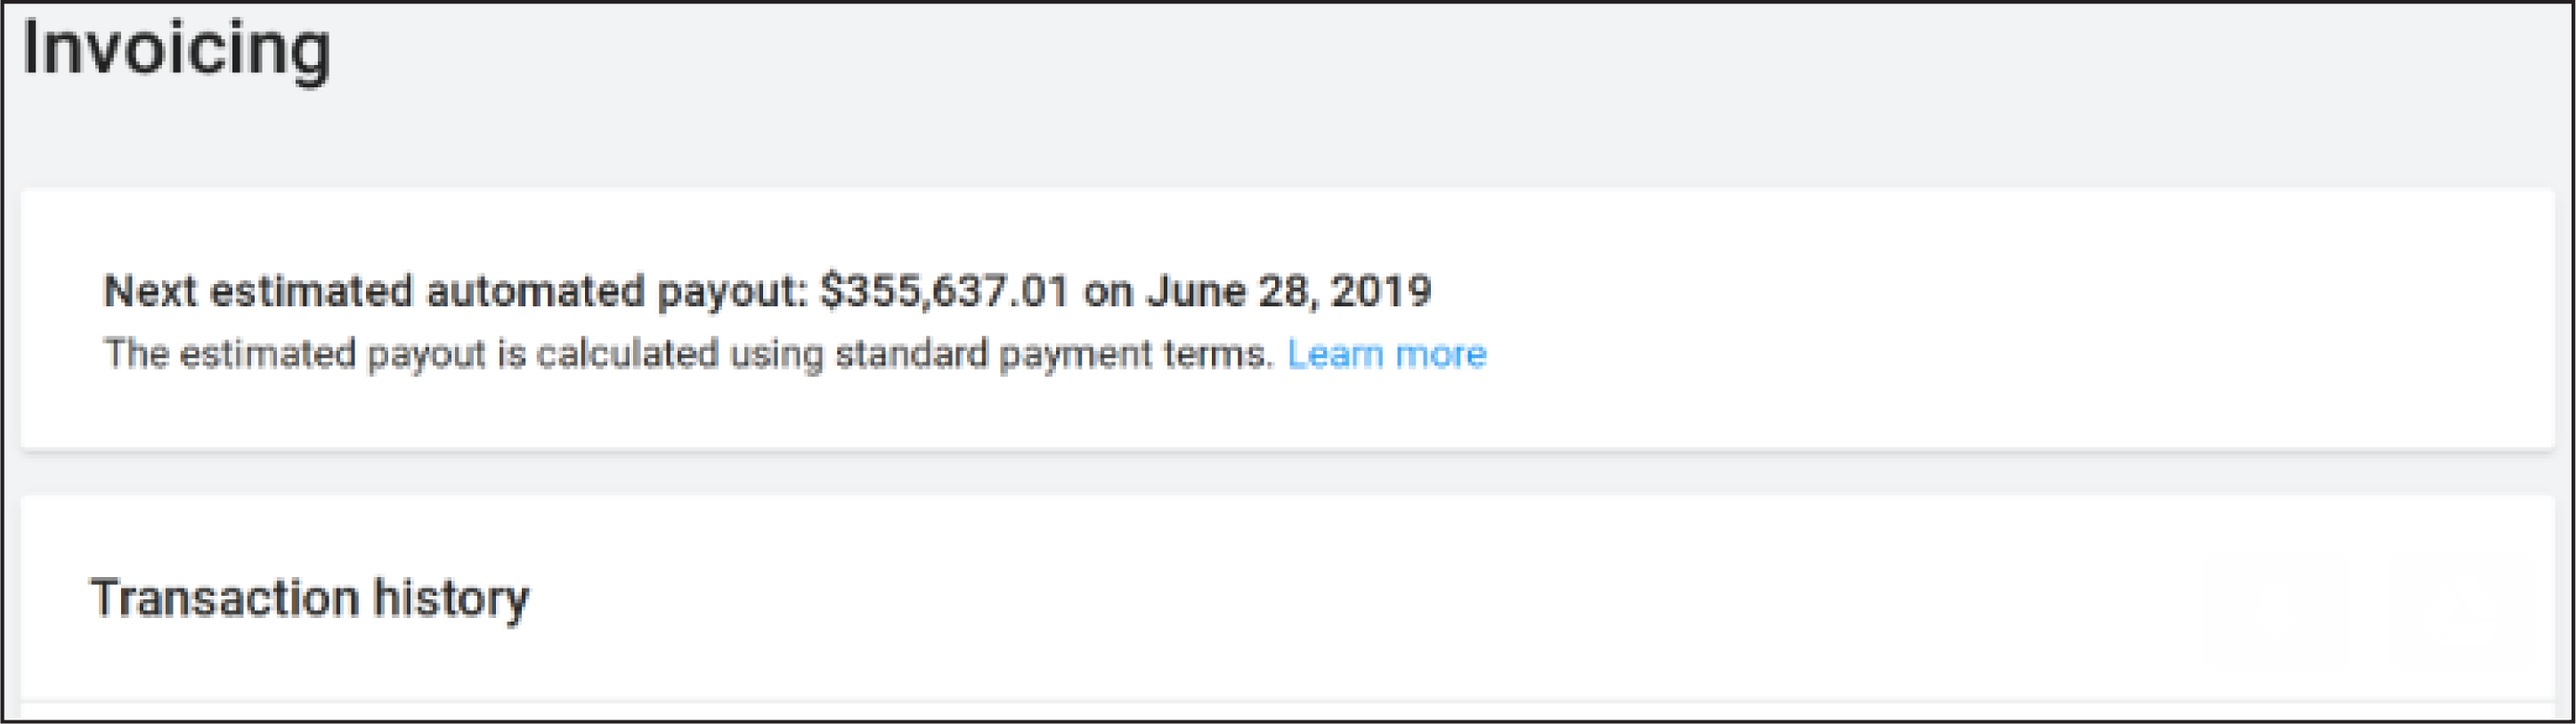 Invoicing
Next estimated automated payout: $355,637.01 on June 28, 2019
The estimated payout is calculated using standard payment terms. Learn more
Transaction history